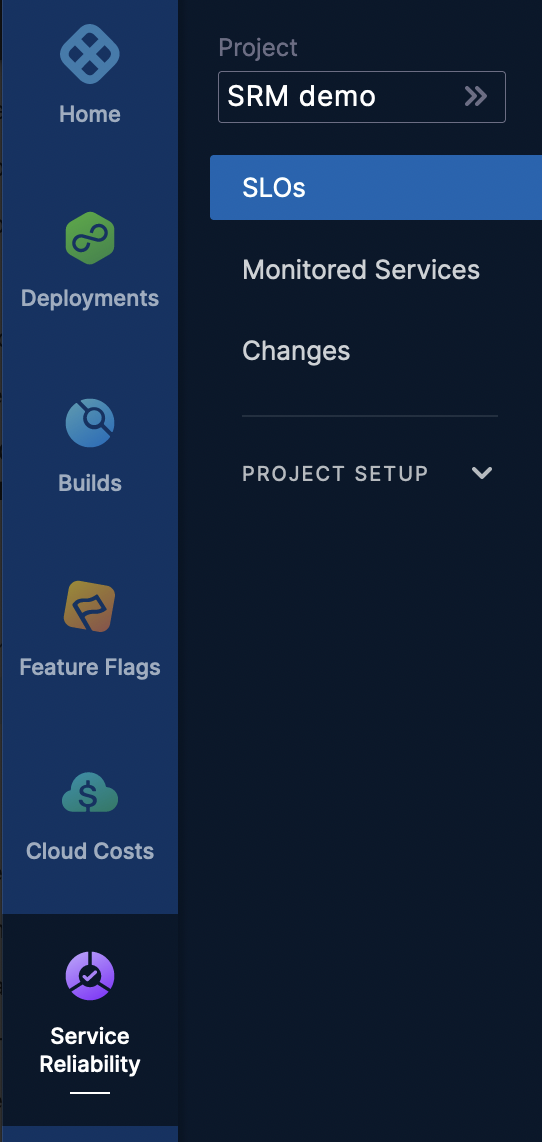 Home
Deployments
Builds
Feature Flags
Cloud Costs
Service
Reliability
Project
SRM demo
SLOs
Monitored Services
Changes
PROJECT SETUP